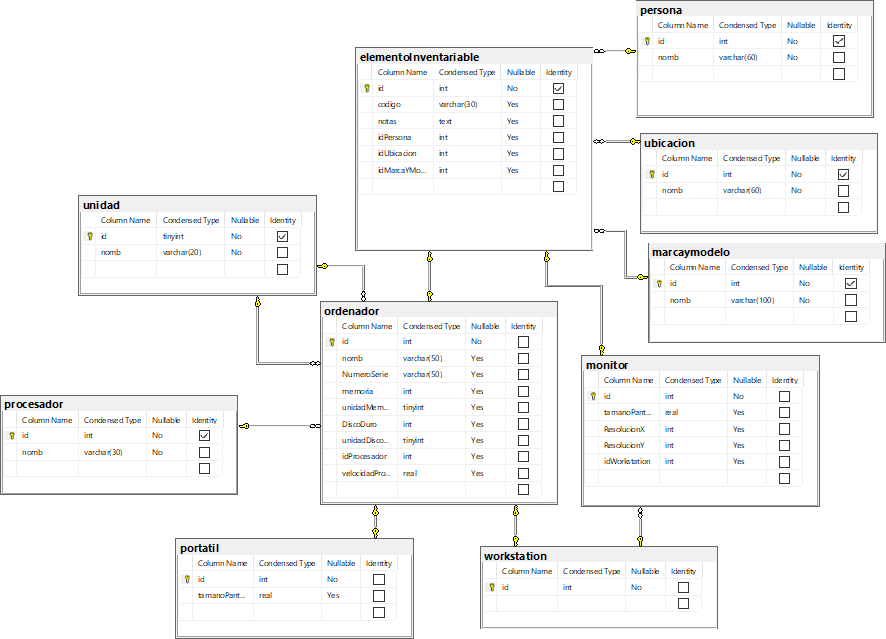 persona
Column Name Condensed Type Nullable Identity
id int No
nomb varchar(60) No
elementoInventariable
Column Name Condensed Type Nullable Identity
id int No
codigo varchar(30) Yes
notas text Yes
idPersona int Yes
idUbicacion int Yes
idMarcaYMo... int Yes
ubicacion
Column Name Condensed Type Nullable Identity
id int No
nomb varchar(60) No
unidad
Column Name Condensed Type Nullable Identity
id tinyint No
nomb varchar(20) No
marcaymodelo
Column Name Condensed Type Nullable Identity
id int No
nomb varchar(100) No
ordenador
Column Name Condensed Type Nullable Identity
id int No
nomb varchar(50) Yes
NumeroSerie varchar(50) Yes
memoria int Yes
unidadMem... tinyint Yes
DiscoDuro int Yes
unidadDisco... tinyint Yes
idProcesador int Yes
velocidadPro... real Yes
monitor
Column Name Condensed Type Nullable Identity
id int No
tamanoPant... real Yes
ResolucionX int Yes
ResolucionY int Yes
idWorkstation int Yes
procesador
Column Name Condensed Type Nullable Identity
id int No
nomb varchar(30) No
portatil
Column Name Condensed Type Nullable Identity
id int No
tamanoPant... real Yes
workstation
Column Name Condensed Type Nullable Identity
id int No